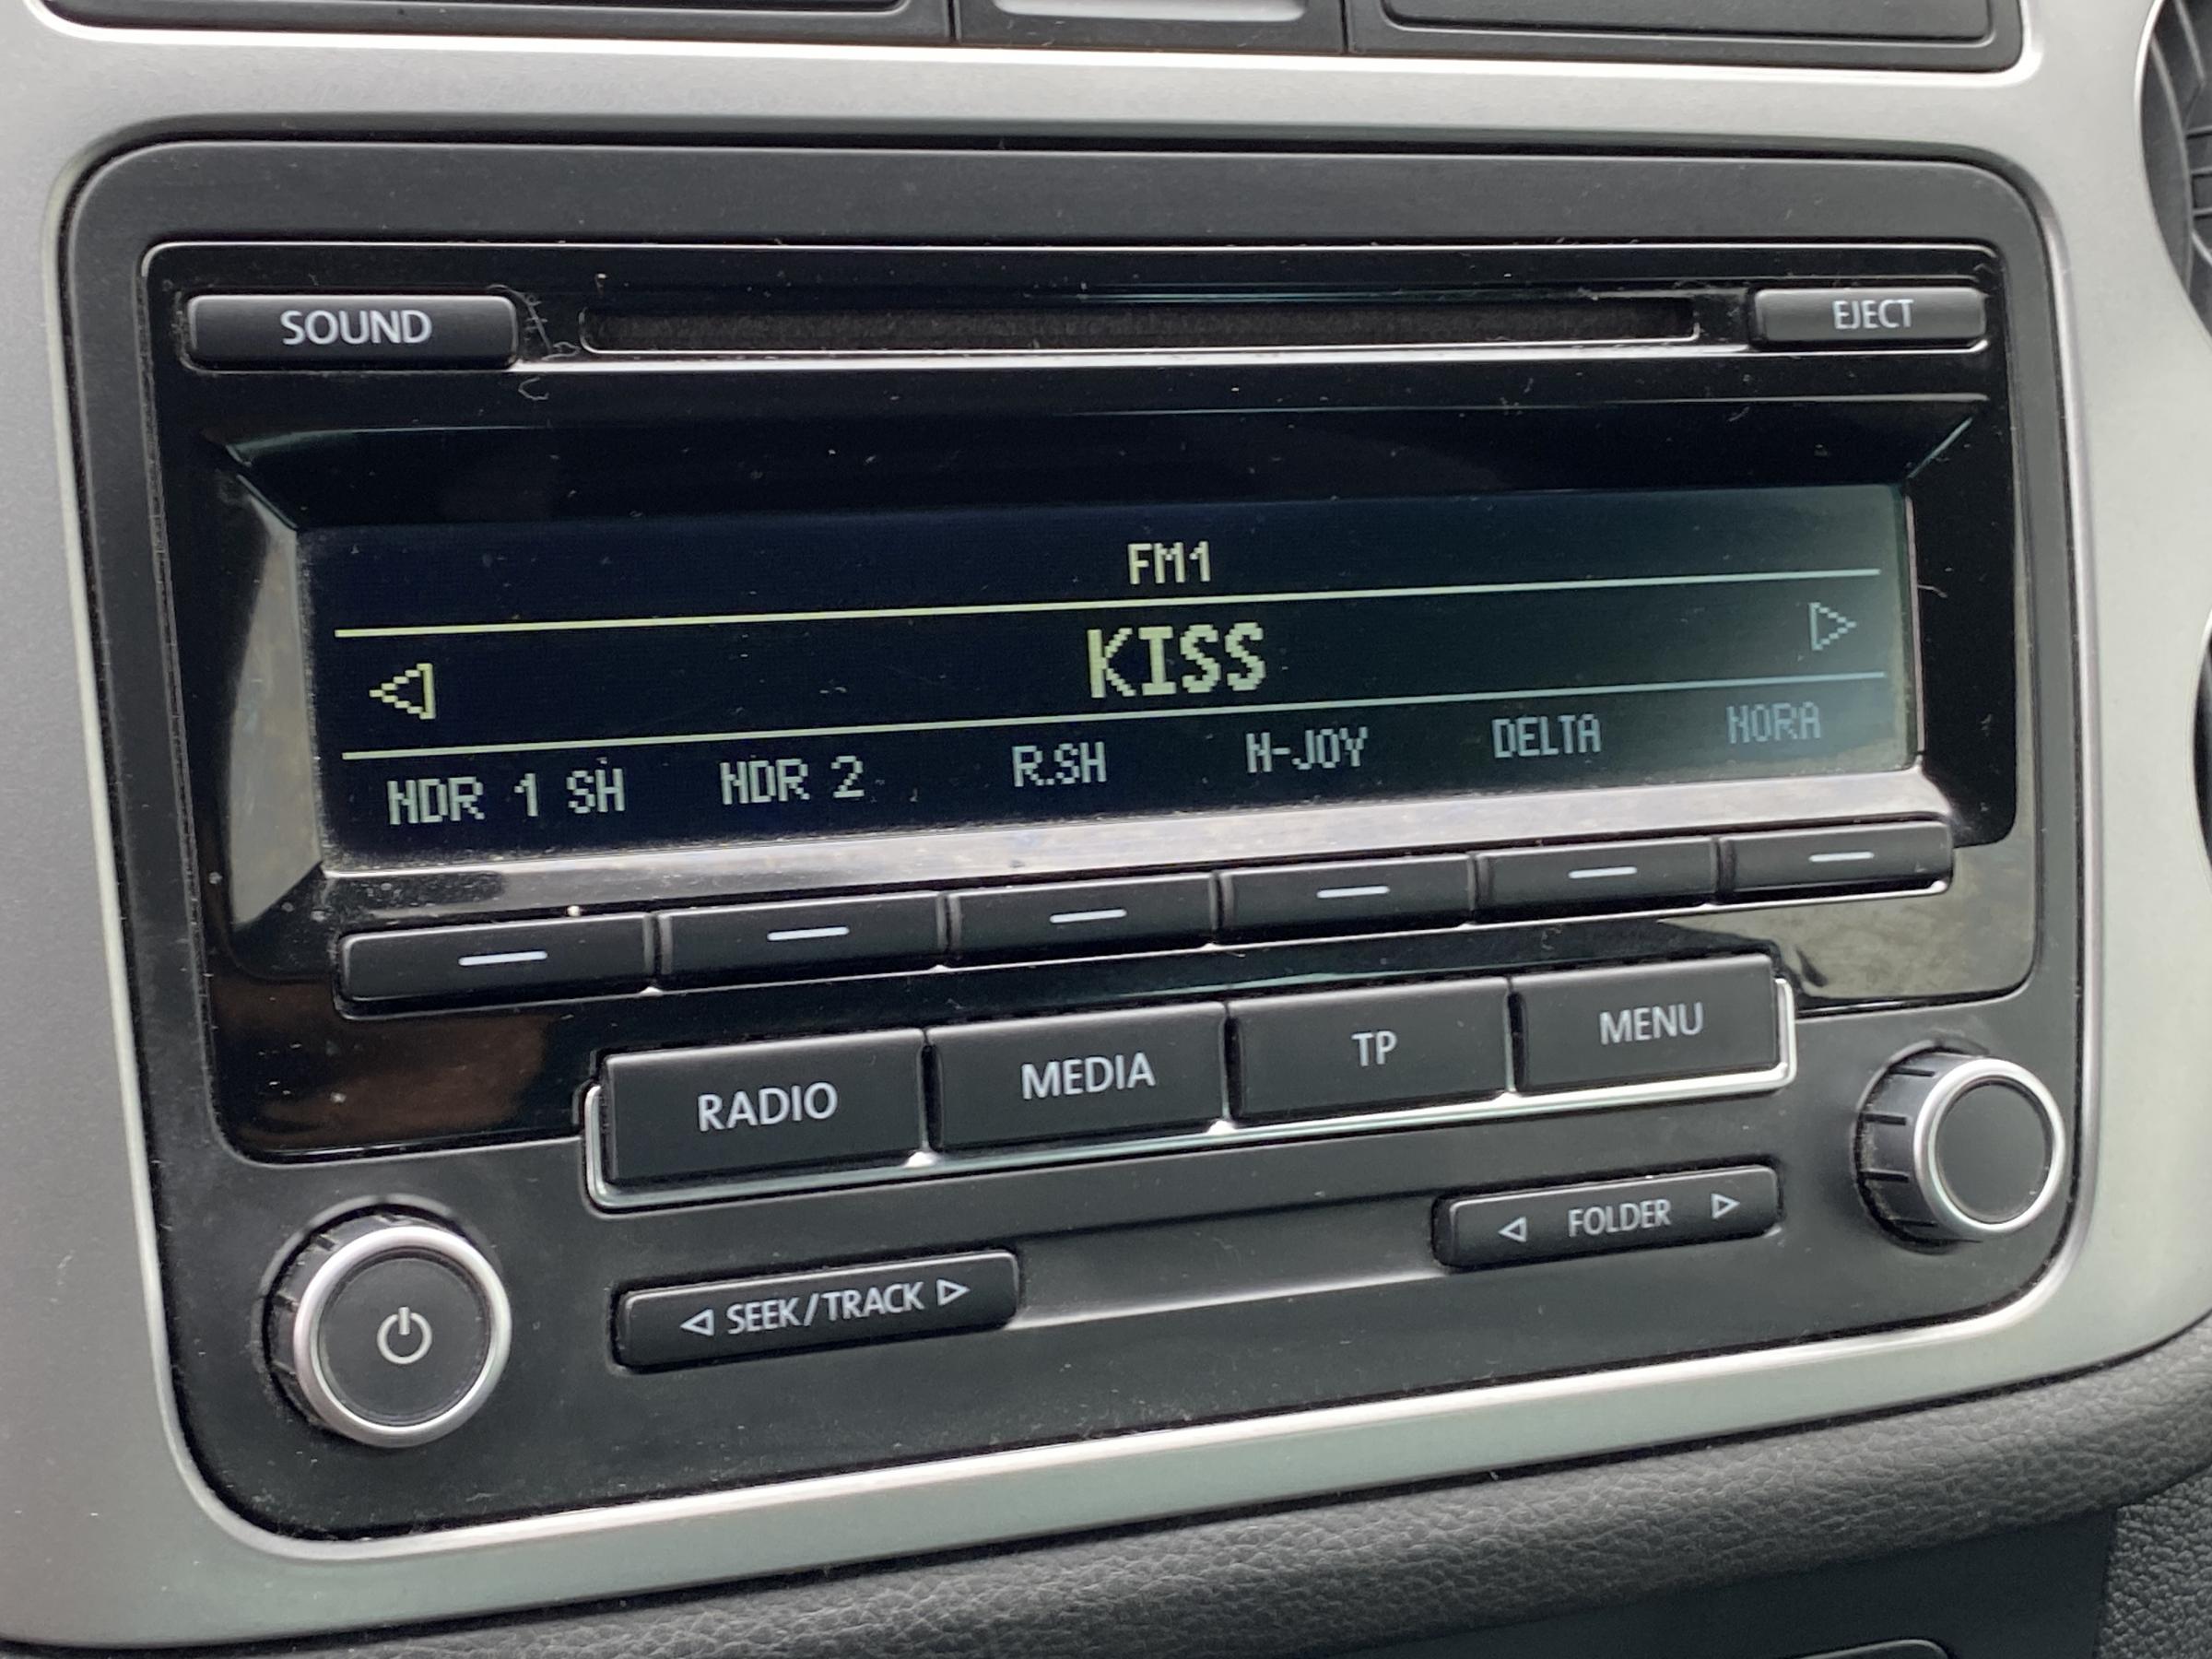 SOUND EJECT
FM1
KISS
NDR 1 SH NDR 2 R.SH N-JOY DELTA NORA
RADIO MEDIA TP MENU
SEEK/TRACK FOLDER